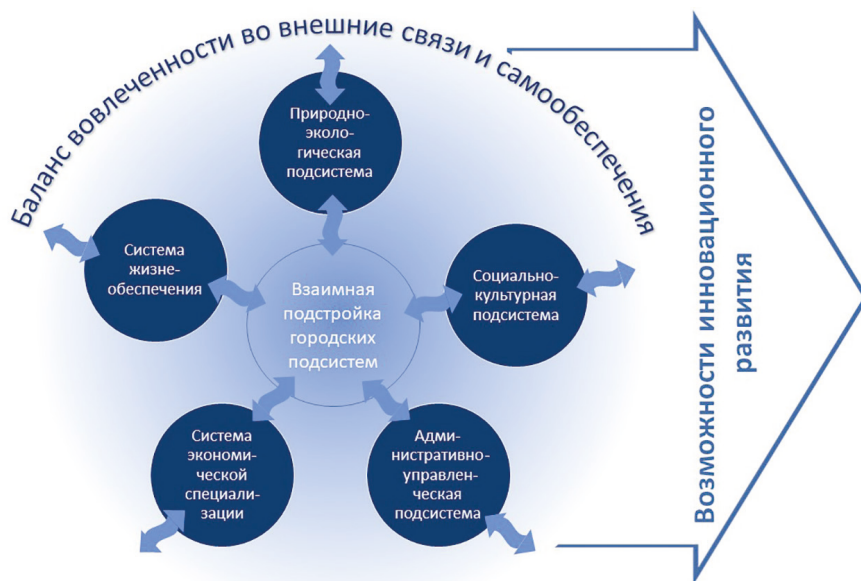 Баланс вовлеченности во внешние связи и самообеспечения
Природно-
эколо-
гическая
подсистема
Система
жизне-
обеспечения
Взаимная
подстройка
городских
подсистем
Социально-
культурная
подсистема
Система
экономи-
ческой
специали-
зации
Адми-
нистративно-
управлен-
ческая
подсистема
Возможности инновационного
развития